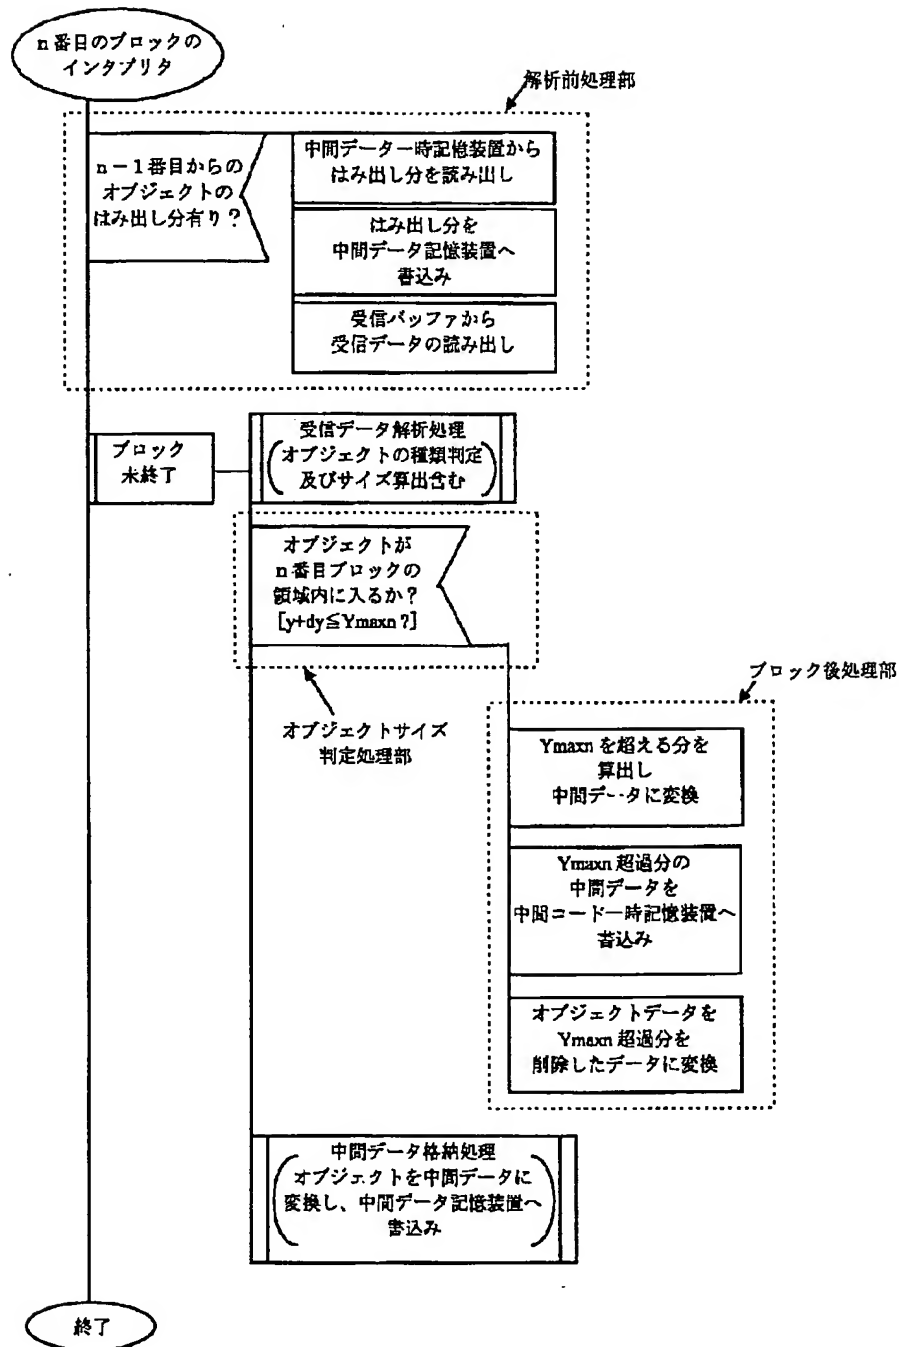 n番目のブロックの
インタプリタ
解析前処理部
n−1番目からの
オブジェクトの
はみ出し分有り？
中間データ一時記憶装置から
はみ出し分を読み出し
はみ出し分を
中間データ記憶装置へ
書込み
受信バッファから
受信データの読み出し
ブロック
未終了
受信データ解析処理
オブジェクトの種類判定
及びサイズ算出含む
オブジェクトが
n番目ブロックの
領域内に入るか？
[y+dy≦Ymaxn?]
オブジェクトサイズ
判定処理部
ブロック後処理部
Ymaxnを超える分を
算出し
中間データに変換
Ymaxn超過分の
中間データを
中間コード一時記憶装置へ
書込み
オブジェクトデータを
Ymaxn超過分を
削除したデータに変換
中間データ格納処理
オブジェクトを中間データに
変換し、中間データ記憶装置へ
書込み
終了